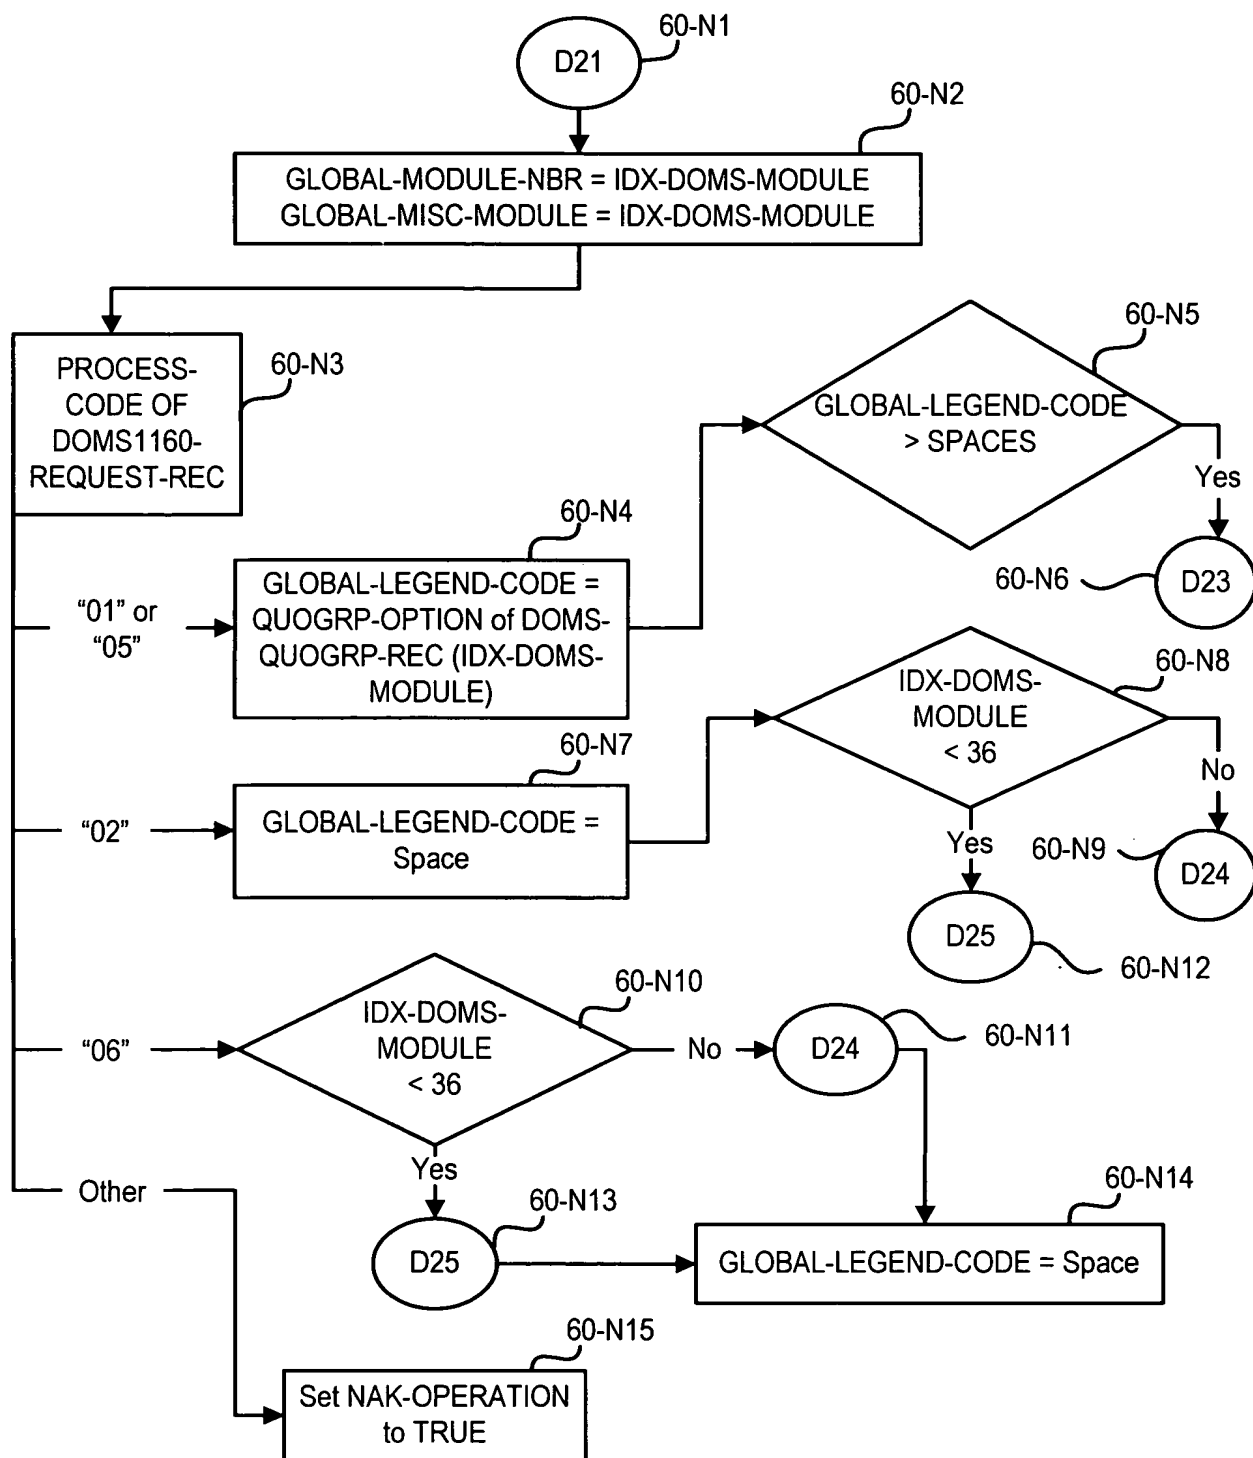 60-N1
D21
60-N2
GLOBAL-MODULE-NBR = IDX-DOMS-MODULE
GLOBAL-MISC-MODULE = IDX-DOMS-MODULE
PROCESS-
CODE OF
DOMS1160-
REQUEST-REC
60-N3
60-N5
GLOBAL-LEGEND-CODE
> SPACES
Yes
60-N6
D23
60-N4
"01" or
"05"
GLOBAL-LEGEND-CODE =
QUOGRP-OPTION of DOMS-
QUOGRP-REC (IDX-DOMS-
MODULE)
60-N8
IDX-DOMS-
MODULE
< 36
No
60-N9
D24
Yes
D25
60-N12
60-N7
"02"
GLOBAL-LEGEND-CODE =
Space
60-N10
"06"
IDX-DOMS-
MODULE
< 36
No
D24
60-N11
Yes
60-N13
D25
60-N14
GLOBAL-LEGEND-CODE = Space
Other
60-N15
Set NAK-OPERATION
to TRUE